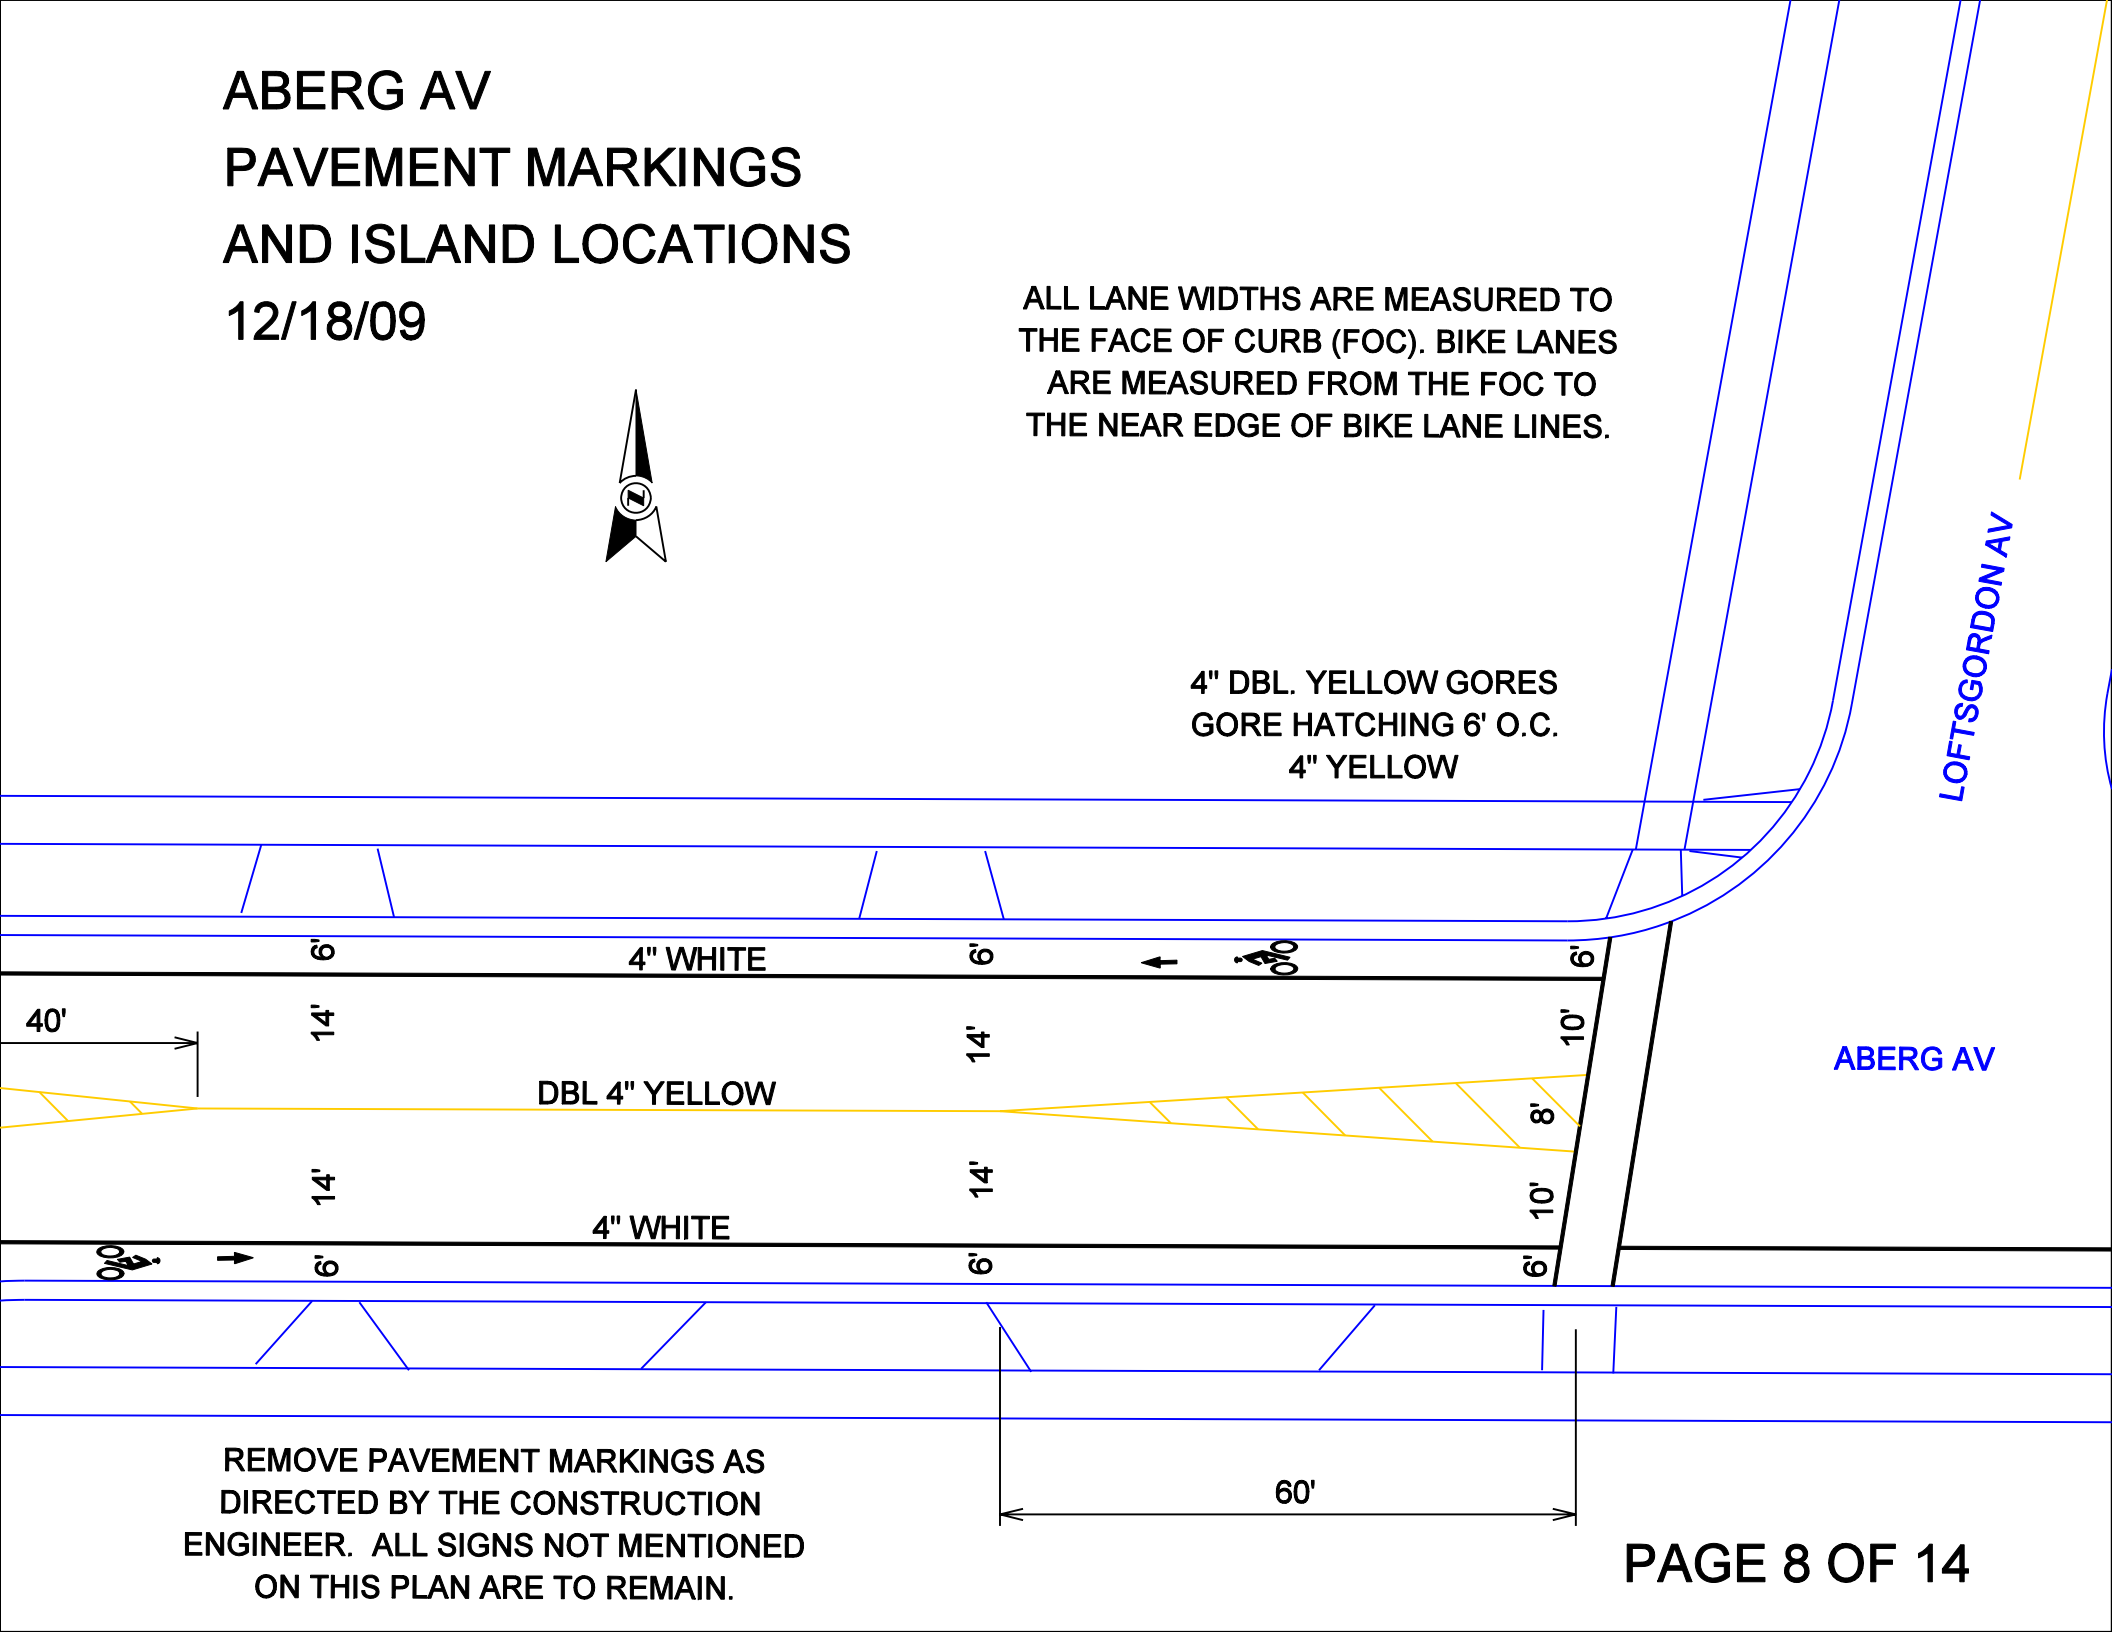 ABERG AV
PAVEMENT MARKINGS
AND ISLAND LOCATIONS
12/18/09
ALL LANE WIDTHS ARE MEASURED TO
THE FACE OF CURB (FOC). BIKE LANES
ARE MEASURED FROM THE FOC TO
THE NEAR EDGE OF BIKE LANE LINES.
N
LOFTSGORDON AV
4" DBL. YELLOW GORES
GORE HATCHING 6' O.C.
4" YELLOW
6'
4" WHITE
6'
6'
40'
14'
14'
10'
ABERG AV
DBL 4" YELLOW
8'
14'
14'
10'
4" WHITE
6'
6'
6'
REMOVE PAVEMENT MARKINGS AS
DIRECTED BY THE CONSTRUCTION
ENGINEER.  ALL SIGNS NOT MENTIONED
ON THIS PLAN ARE TO REMAIN.
60'
PAGE 8 OF 14